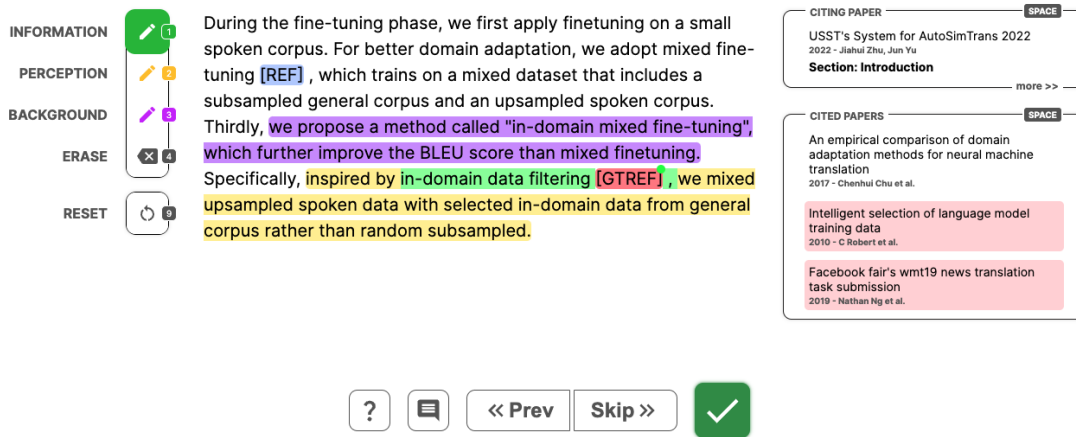 INFORMATION
1
PERCEPTION
2
BACKGROUND
3
ERASE
4
RESET
9
During the fine-tuning phase, we first apply finetuning on a small
spoken corpus. For better domain adaptation, we adopt mixed fine-
tuning [REF] , which trains on a mixed dataset that includes a
subsampled general corpus and an upsampled spoken corpus.
Thirdly, we propose a method called "in-domain mixed fine-tuning",
which further improve the BLEU score than mixed finetuning.
Specifically, inspired by in-domain data filtering [GTREF] , we mixed
upsampled spoken data with selected in-domain data from general
corpus rather than random subsampled.
CITING PAPER
SPACE
USST's System for AutoSimTrans 2022
2022 - Jiahui Zhu, Jun Yu
Section: Introduction
more >>
CITED PAPERS
SPACE
An empirical comparison of domain
adaptation methods for neural machine
translation
2017 - Chenhui Chu et al.
Intelligent selection of language model
training data
2010 - C Robert et al.
Facebook fair's wmt19 news translation
task submission
2019 - Nathan Ng et al.
?
« Prev
Skip »